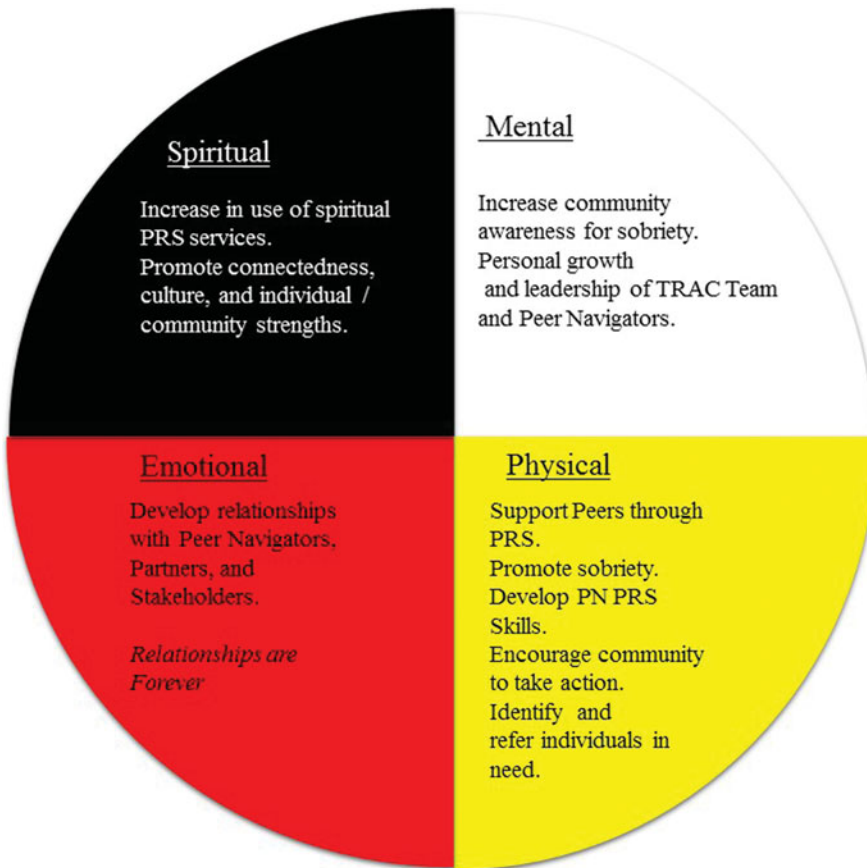 Spiritual
Increase in use of spiritual
PRS services.
Promote connectedness,
culture, and individual /
community strengths.
Mental
Increase community
awareness for sobriety.
Personal growth
and leadership of TRAC Team
and Peer Navigators.
Emotional
Develop relationships
with Peer Navigators,
Partners, and
Stakeholders.
Relationships are
Forever
Physical
Support Peers through
PRS.
Promote sobriety.
Develop PN PRS
Skills.
Encourage community
to take action.
Identify and
refer individuals in
need.